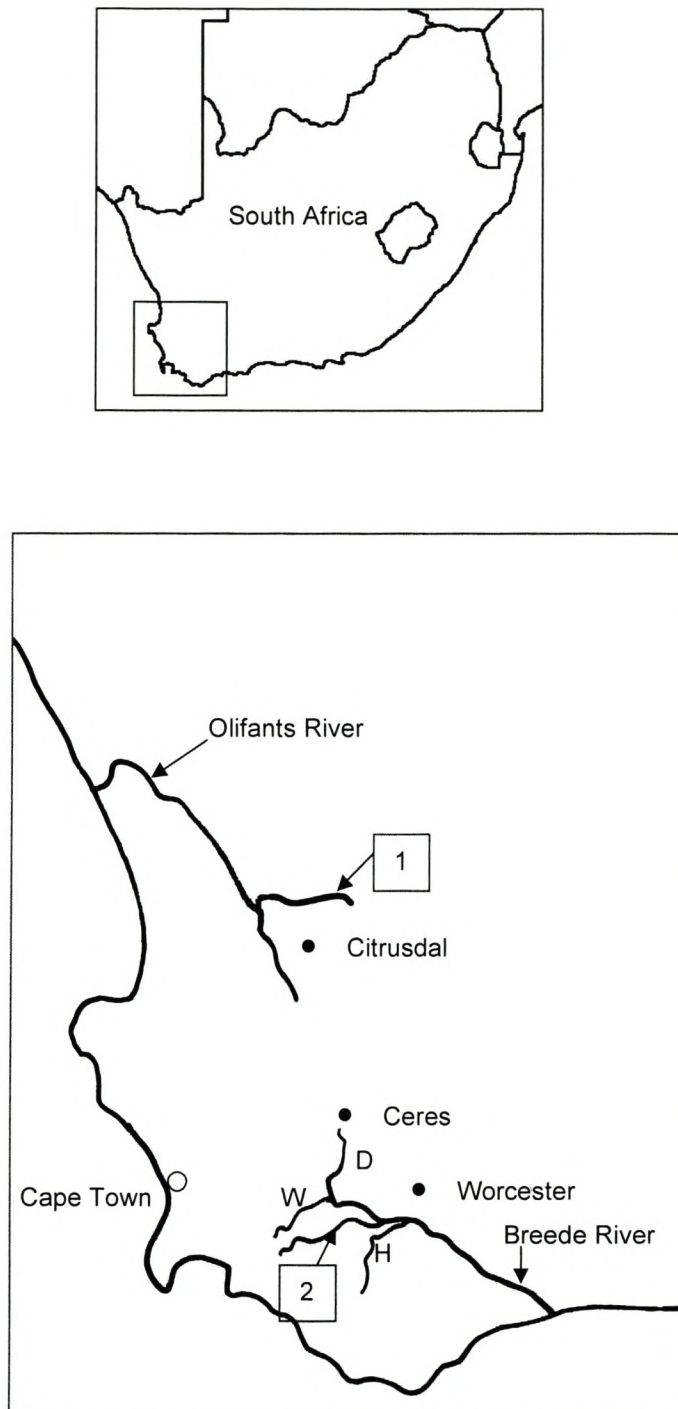 South Africa
Olifants River
1
Citrusdal
Ceres
D
W
Worcester
Cape Town
Breede River
H
2